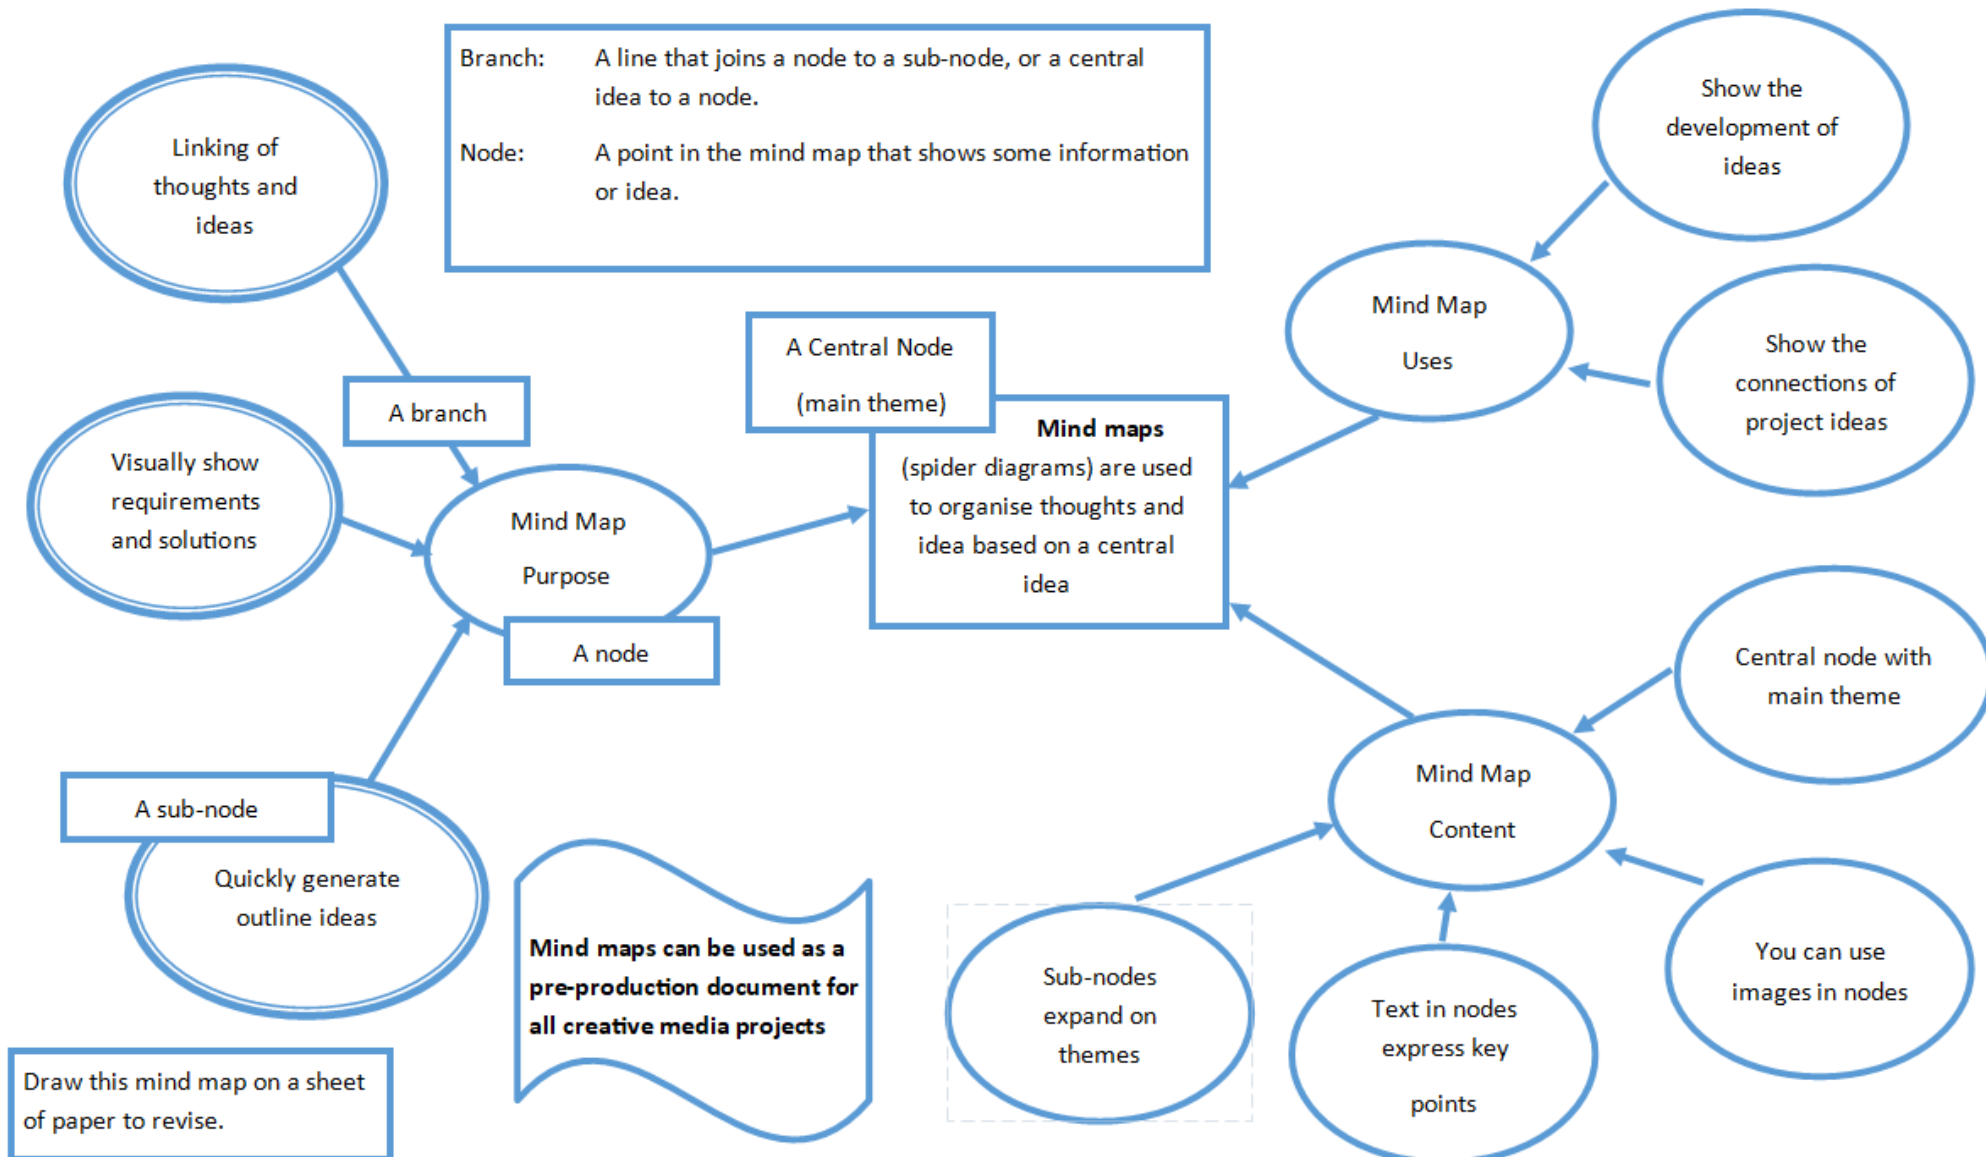 Branch: A line that joins a node to a sub-node, or a central
idea to a node.
Node: A point in the mind map that shows some information
or idea.
Linking of
thoughts and
ideas
A branch
Visually show
requirements
and solutions
Mind Map
Purpose
A node
A sub-node
Quickly generate
outline ideas
Draw this mind map on a sheet
of paper to revise.
Mind maps can be used as a
pre-production document for
all creative media projects
A Central Node
(main theme)
Mind maps
(spider diagrams) are used
to organise thoughts and
idea based on a central
idea
Show the
development of
ideas
Mind Map
Uses
Show the
connections of
project ideas
Central node with
main theme
Mind Map
Content
You can use
images in nodes
Sub-nodes
expand on
themes
Text in nodes
express key
points